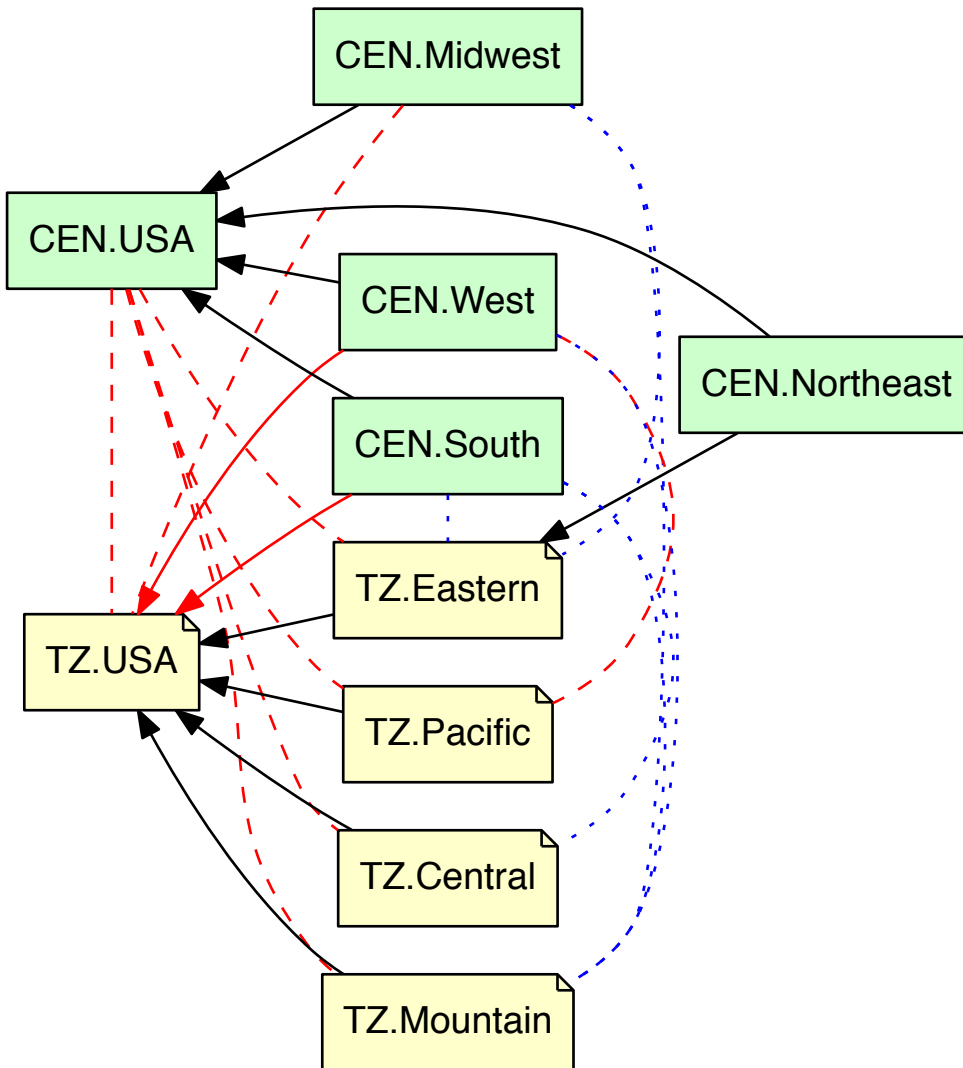 CEN.Midwest
CEN.USA
CEN.West
CEN.Northeast
CEN.South
TZ.Eastern
TZ.USA
TZ.Pacific
TZ.Central
TZ.Mountain